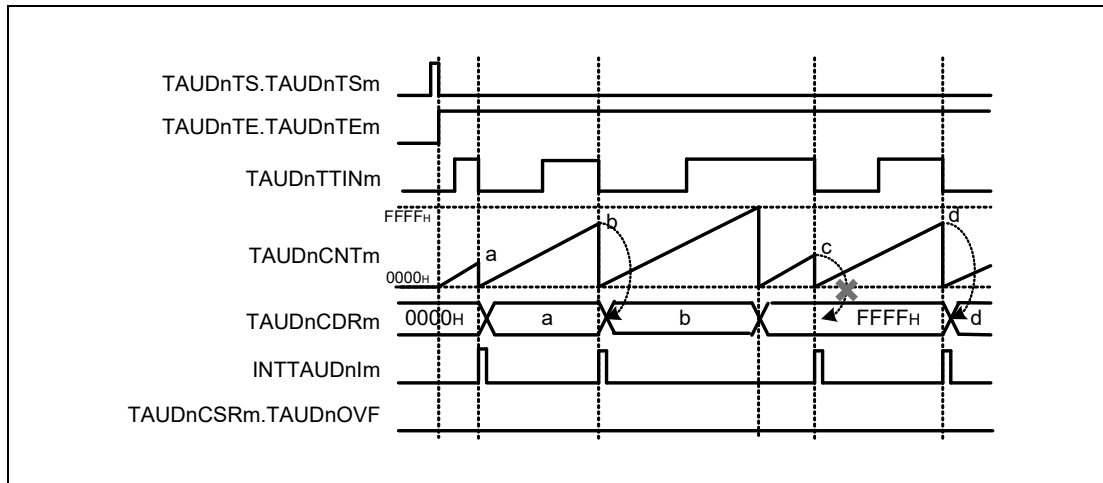 TAUDnTS.TAUDnTSm
TAUDnTE.TAUDnTEm
TAUDnTTINm
FFFFH
b
d
TAUDnCNTm
a
c
0000H
TAUDnCDRm
0000H
a
b
FFFFH
d
INTTAUDnIm
TAUDnCSRm.TAUDnOVF